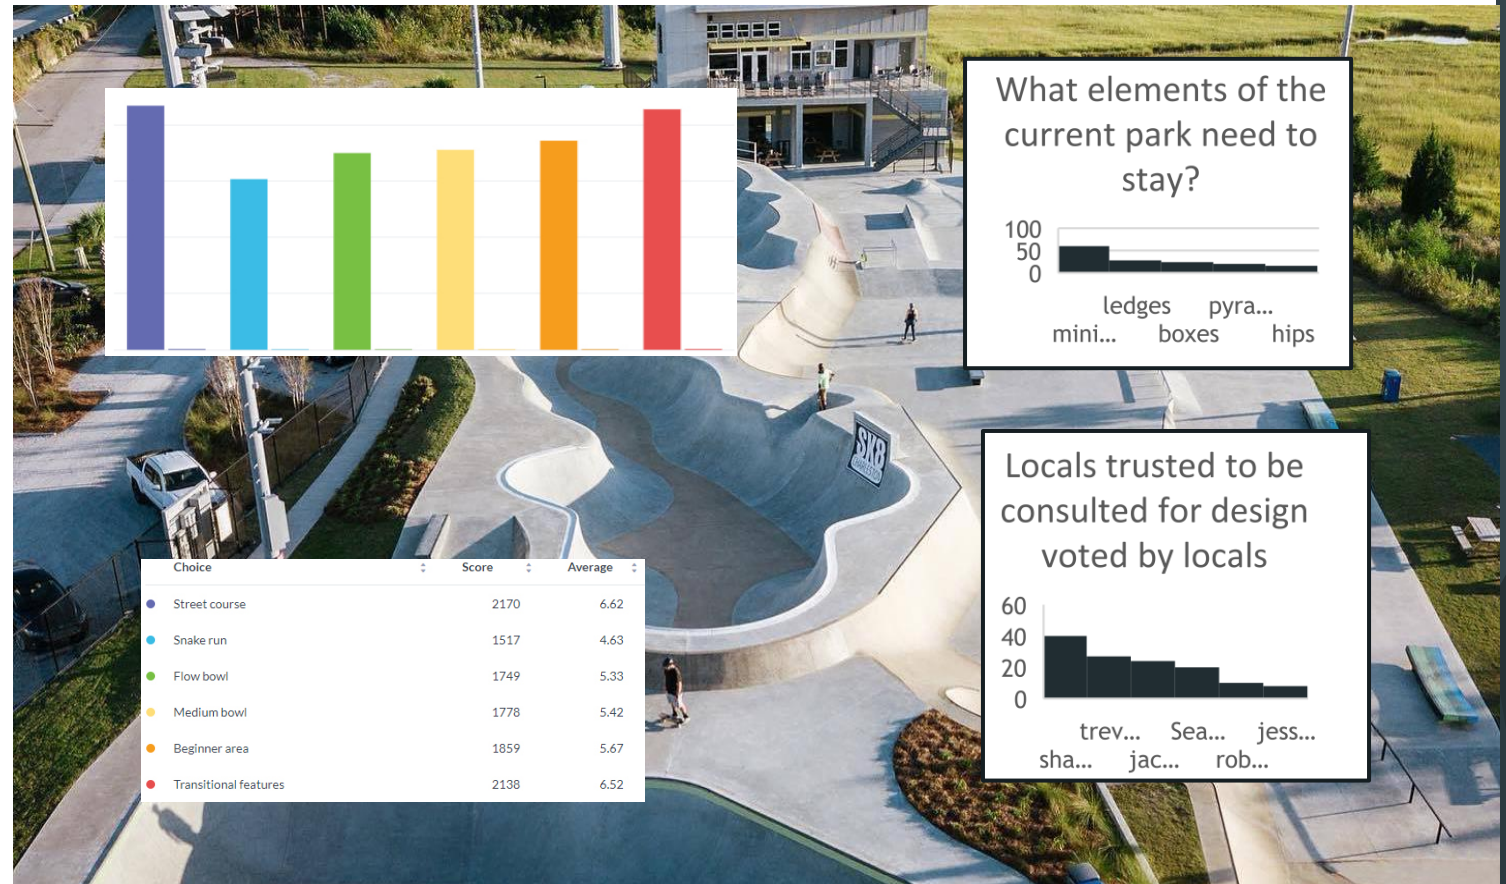 What elements of the
current park need to
stay?
100
50
0
ledges pyra...
mini... boxes hips
SK8
CHARLESTON
Locals trusted to be
consulted for design
voted by locals
60
40
20
0
trev... Sea... jess...
sha... jac... rob...
Choice Score Average
Street course 2170 6.62
Snake run 1517 4.63
Flow bowl 1749 5.33
Medium bowl 1778 5.42
Beginner area 1859 5.67
Transitional features 2138 6.52